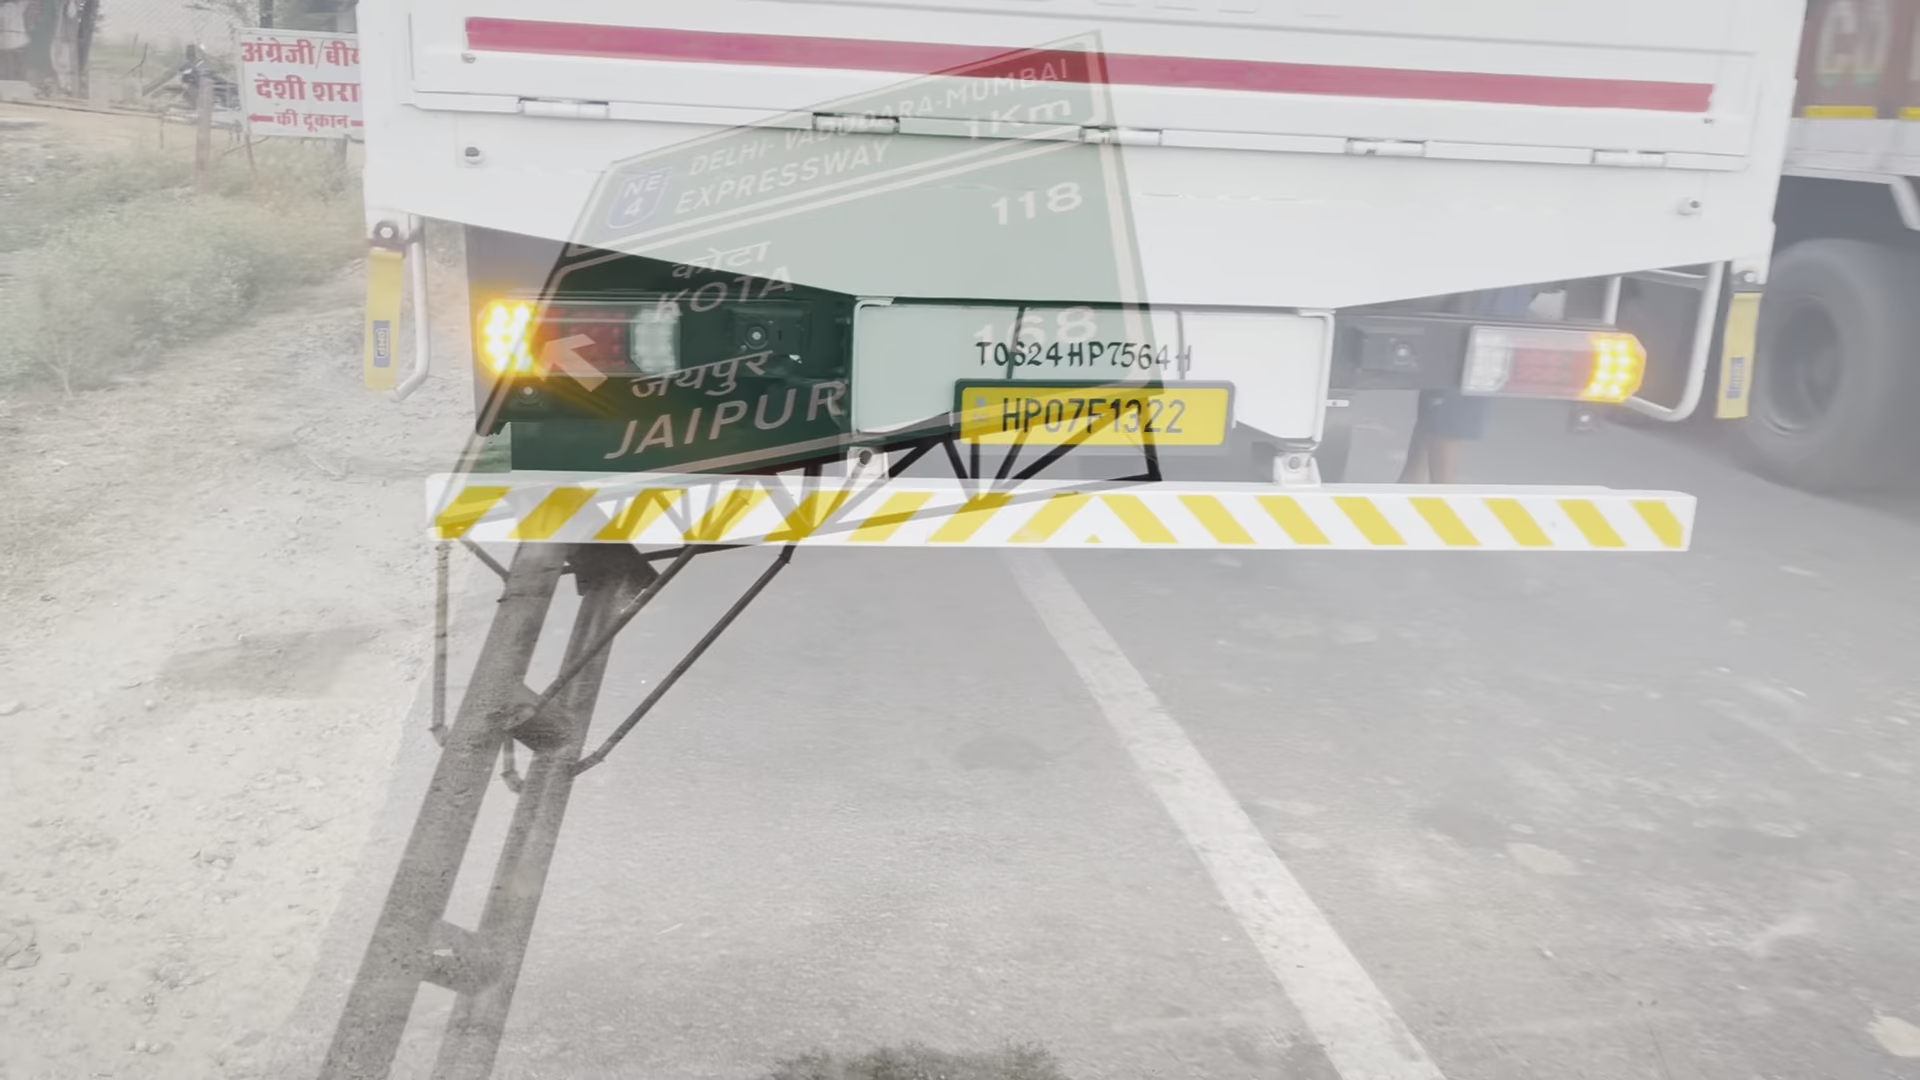 अंग्रेजी/बीय
देशी शरा
की दूकान
DELHI- VADODARA-MUMBAI
EXPRESSWAY 1Km
NE
4
118
कोटा
KOTA
168
जयपुर
JAIPUR
T0624HP7564H
HP07F1322